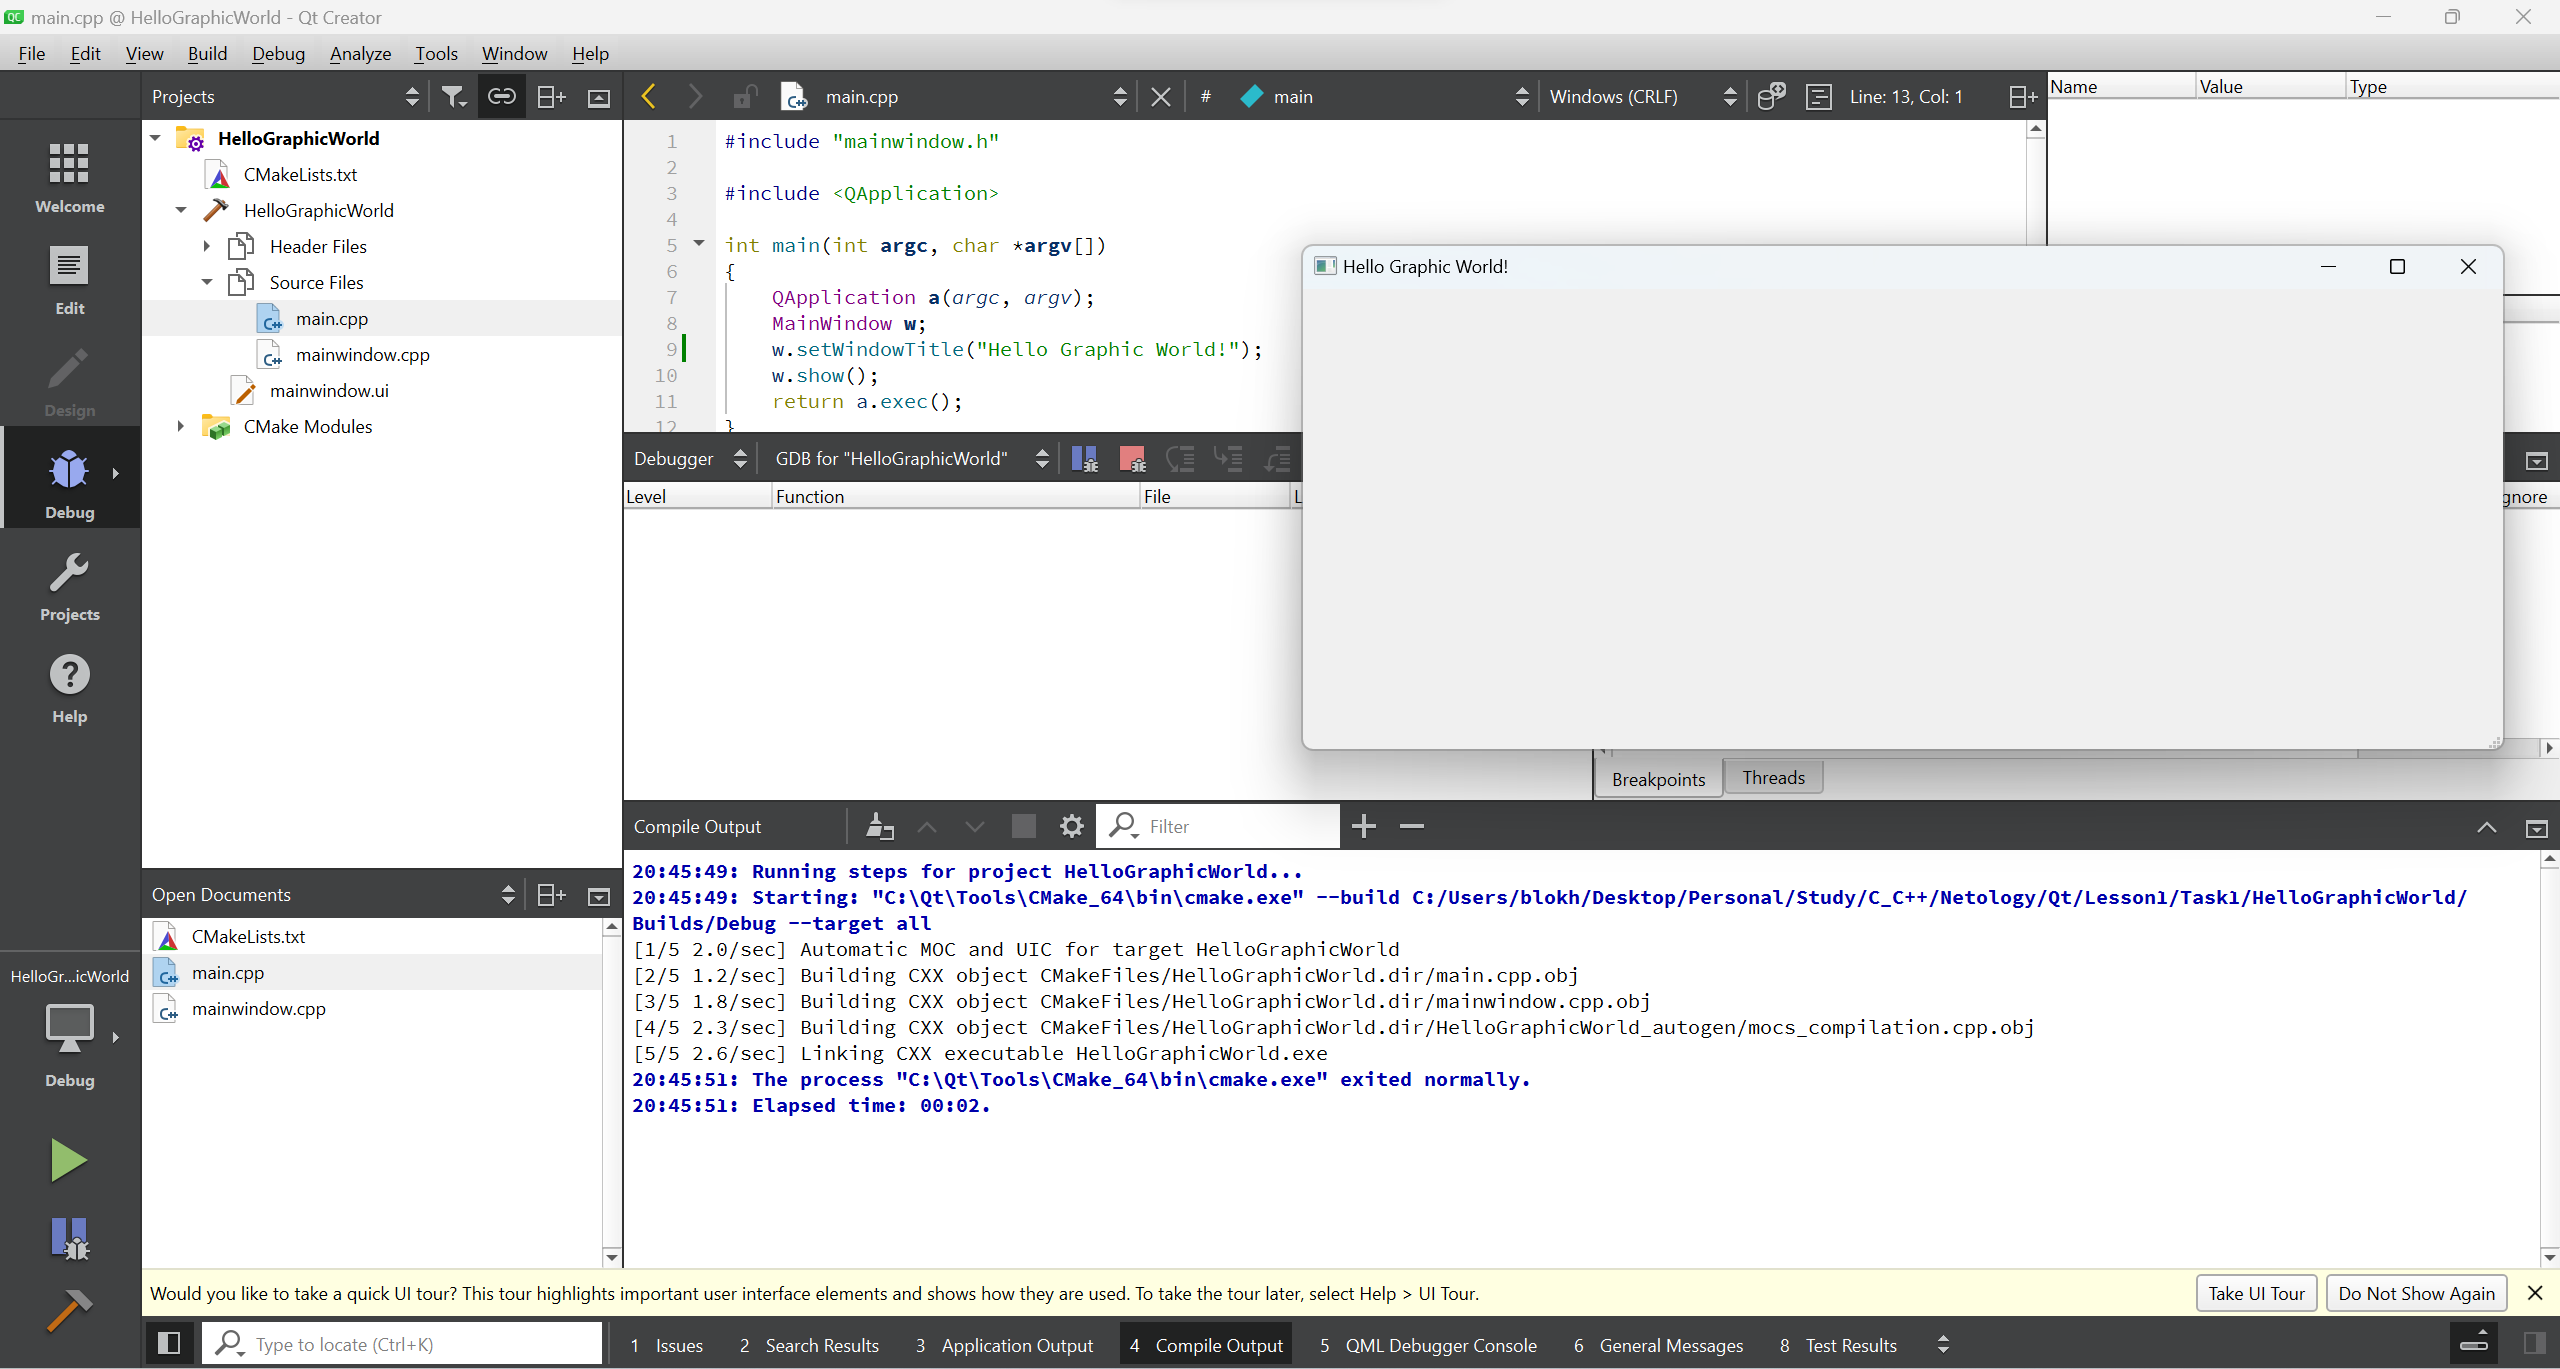 main.cpp @ HelloGraphicWorld - Qt Creator
File Edit View Build Debug Analyze Tools Window Help
Projects
main.cpp
# main
Windows (CRLF)
Line: 13, Col: 1
Name Value Type
Welcome
Edit
Design
Debug
Projects
Help
HelloGraphicWorld
CMakeLists.txt
HelloGraphicWorld
Header Files
Source Files
main.cpp
mainwindow.cpp
mainwindow.ui
CMake Modules
1 #include "mainwindow.h"
2
3 #include <QApplication>
4
5 int main(int argc, char *argv[])
6 {
7 QApplication a(argc, argv);
8 MainWindow w;
9 w.setWindowTitle("Hello Graphic World!");
10 w.show();
11 return a.exec();
12 }
Hello Graphic World!
Debugger GDB for "HelloGraphicWorld"
Level Function File L
gnore
Breakpoints Threads
Compile Output Filter
20:45:49: Running steps for project HelloGraphicWorld...
20:45:49: Starting: "C:\Qt\Tools\CMake_64\bin\cmake.exe" --build C:/Users/blokh/Desktop/Personal/Study/C_C++/Netology/Qt/Lesson1/Task1/HelloGraphicWorld/
Builds/Debug --target all
[1/5 2.0/sec] Automatic MOC and UIC for target HelloGraphicWorld
[2/5 1.2/sec] Building CXX object CMakeFiles/HelloGraphicWorld.dir/main.cpp.obj
[3/5 1.8/sec] Building CXX object CMakeFiles/HelloGraphicWorld.dir/mainwindow.cpp.obj
[4/5 2.3/sec] Building CXX object CMakeFiles/HelloGraphicWorld.dir/HelloGraphicWorld_autogen/mocs_compilation.cpp.obj
[5/5 2.6/sec] Linking CXX executable HelloGraphicWorld.exe
20:45:51: The process "C:\Qt\Tools\CMake_64\bin\cmake.exe" exited normally.
20:45:51: Elapsed time: 00:02.
Open Documents
CMakeLists.txt
main.cpp
mainwindow.cpp
HelloGr...icWorld
Debug
Would you like to take a quick UI tour? This tour highlights important user interface elements and shows how they are used. To take the tour later, select Help > UI Tour.
Take UI Tour Do Not Show Again
Type to locate (Ctrl+K)
1 Issues 2 Search Results 3 Application Output 4 Compile Output 5 QML Debugger Console 6 General Messages 8 Test Results